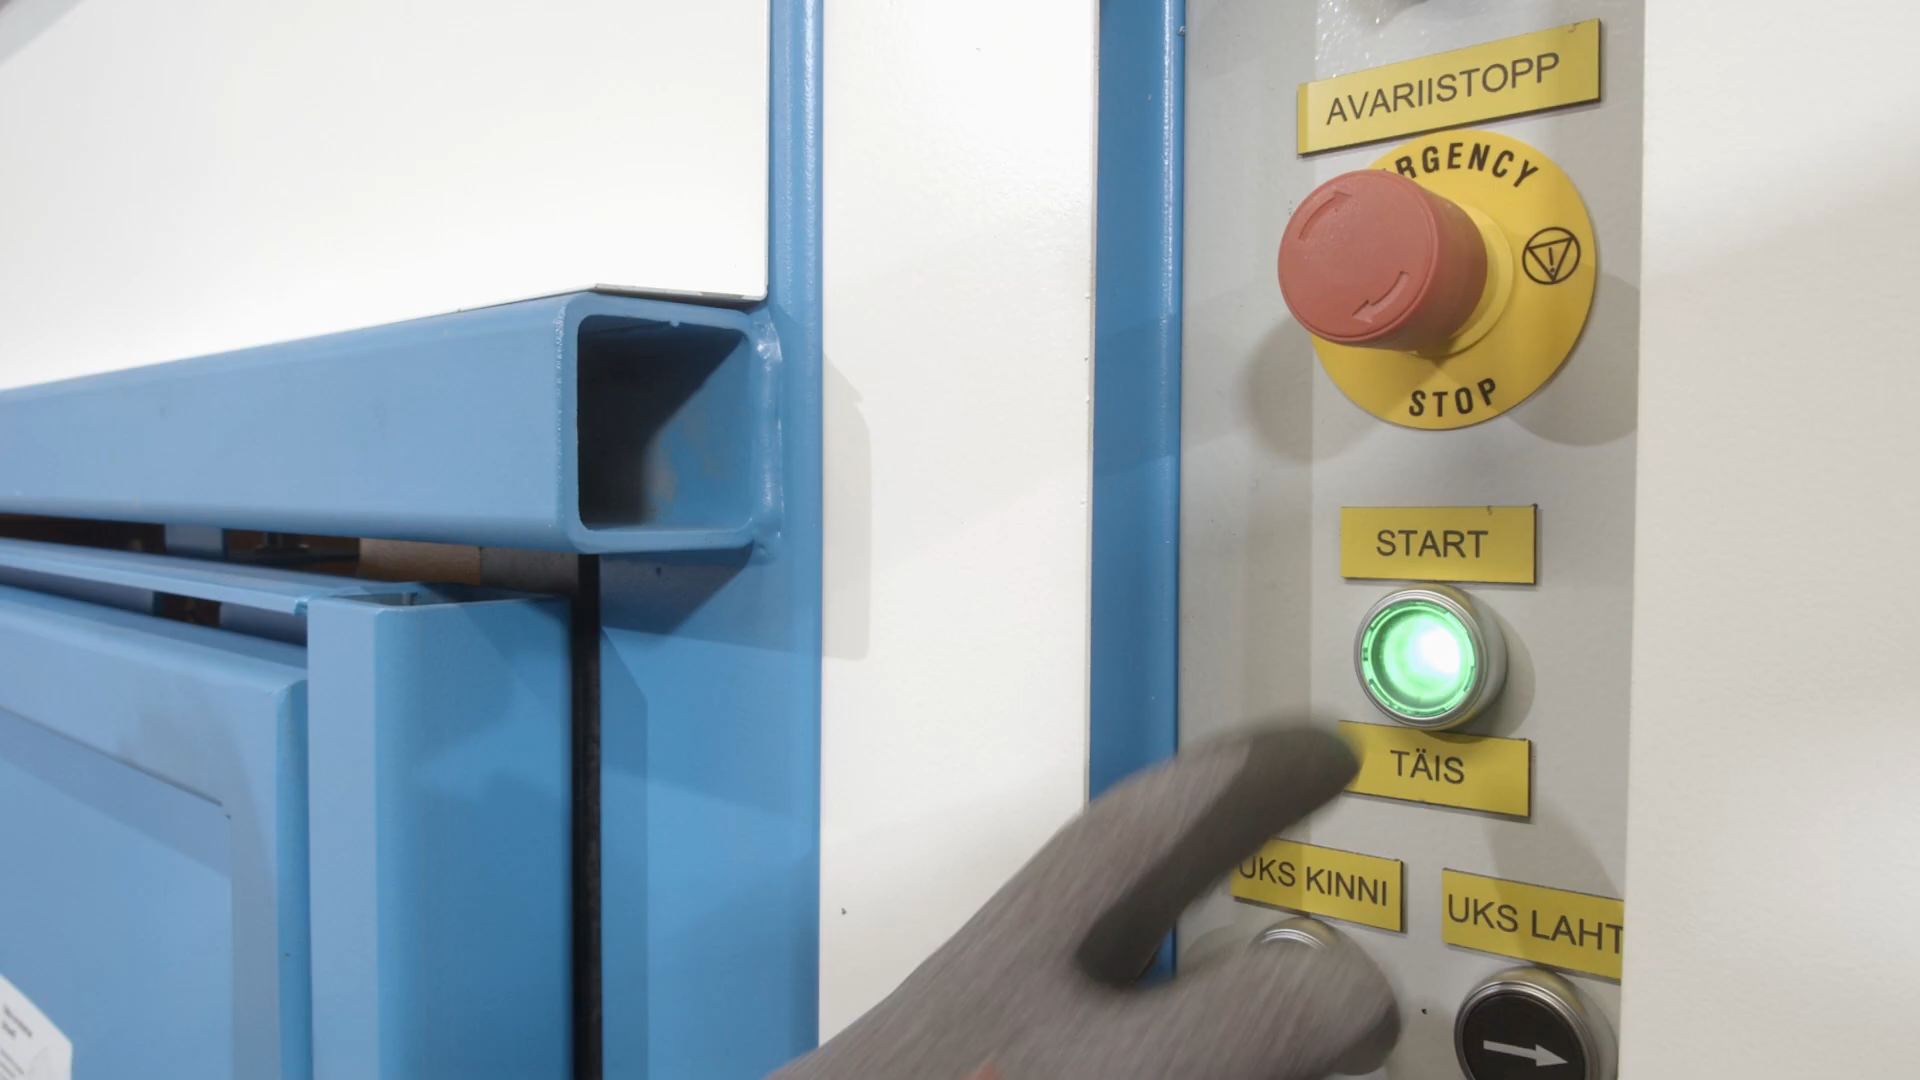 AVARIISTOPP
RGENCY
STOP
START
TÄIS
UKS KINNI
UKS LAHT